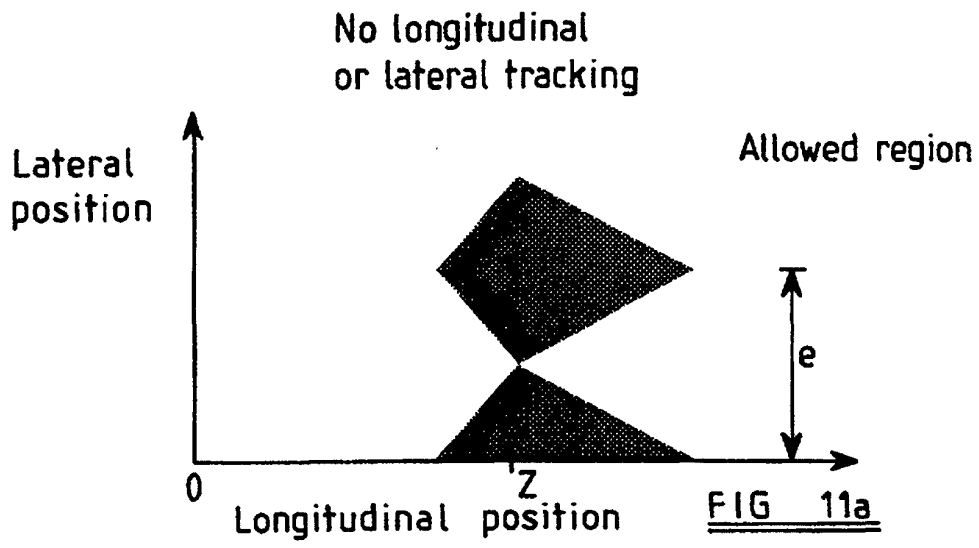 No longitudinal
or lateral tracking
Lateral
position
Allowed region
e
0
Z
Longitudinal position
FIG 11a